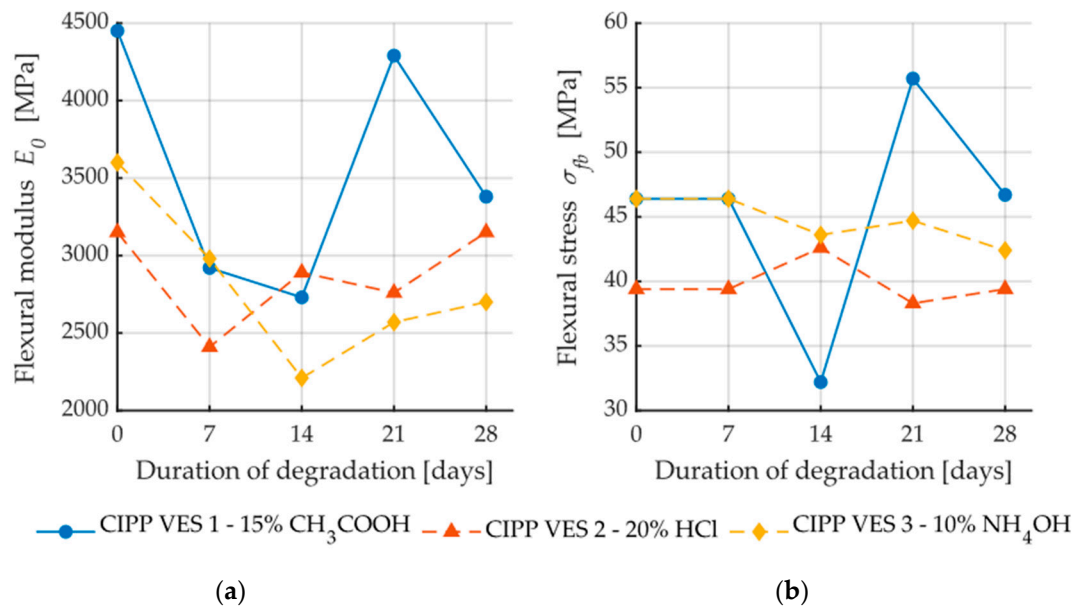 4500
4000
3500
3000
2500
2000
Flexural modulus E0 [MPa]
0 7 14 21 28
Duration of degradation [days]
60
55
50
45
40
35
30
Flexural stress σfb [MPa]
0 7 14 21 28
Duration of degradation [days]
CIPP VES 1 - 15% CH3COOH CIPP VES 2 - 20% HCl CIPP VES 3 - 10% NH4OH
(a) (b)